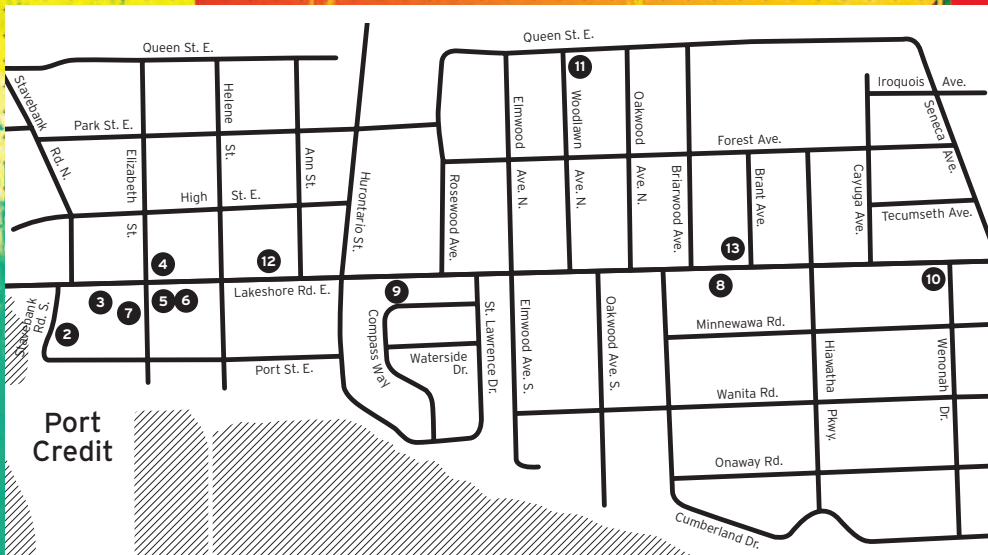 Queen St. E.
Queen St. E.
11
Iroquois Ave.
Stavebank
Rd. N.
Park St. E.
Helene
St.
Elizabeth
St.
Ann St.
High St. E.
Hurontario St.
Rosewood Ave.
Elmwood
Ave. N.
Woodlawn
Ave. N.
Oakwood
Ave. N.
Forest Ave.
Briarwood Ave.
Brant Ave.
Cayuga Ave.
Seneca
Ave.
Tecumseth Ave.
4
12
13
Lakeshore Rd. E.
3
7
5
6
9
8
10
2
Stavebank
Rd. S.
Port St. E.
Compass Way
Waterside
Dr.
St. Lawrence Dr.
Elmwood Ave. S.
Oakwood Ave. S.
Minnewawa Rd.
Hiawatha
Pkwy.
Wenonah
Dr.
Wanita Rd.
Onaway Rd.
Cumberland Dr.
Port
Credit